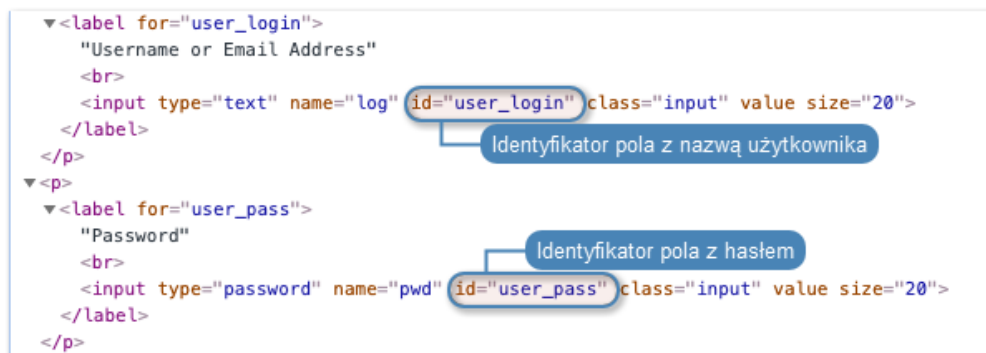 ▼<label for="user_login">
"Username or Email Address"
<br>
<input type="text" name="log" id="user_login" class="input" value size="20">
</label>
Identyfikator pola z nazwą użytkownika
</p>
▼<p>
▼<label for="user_pass">
"Password"
Identyfikator pola z hasłem
<br>
<input type="password" name="pwd" id="user_pass" class="input" value size="20">
</label>
</p>